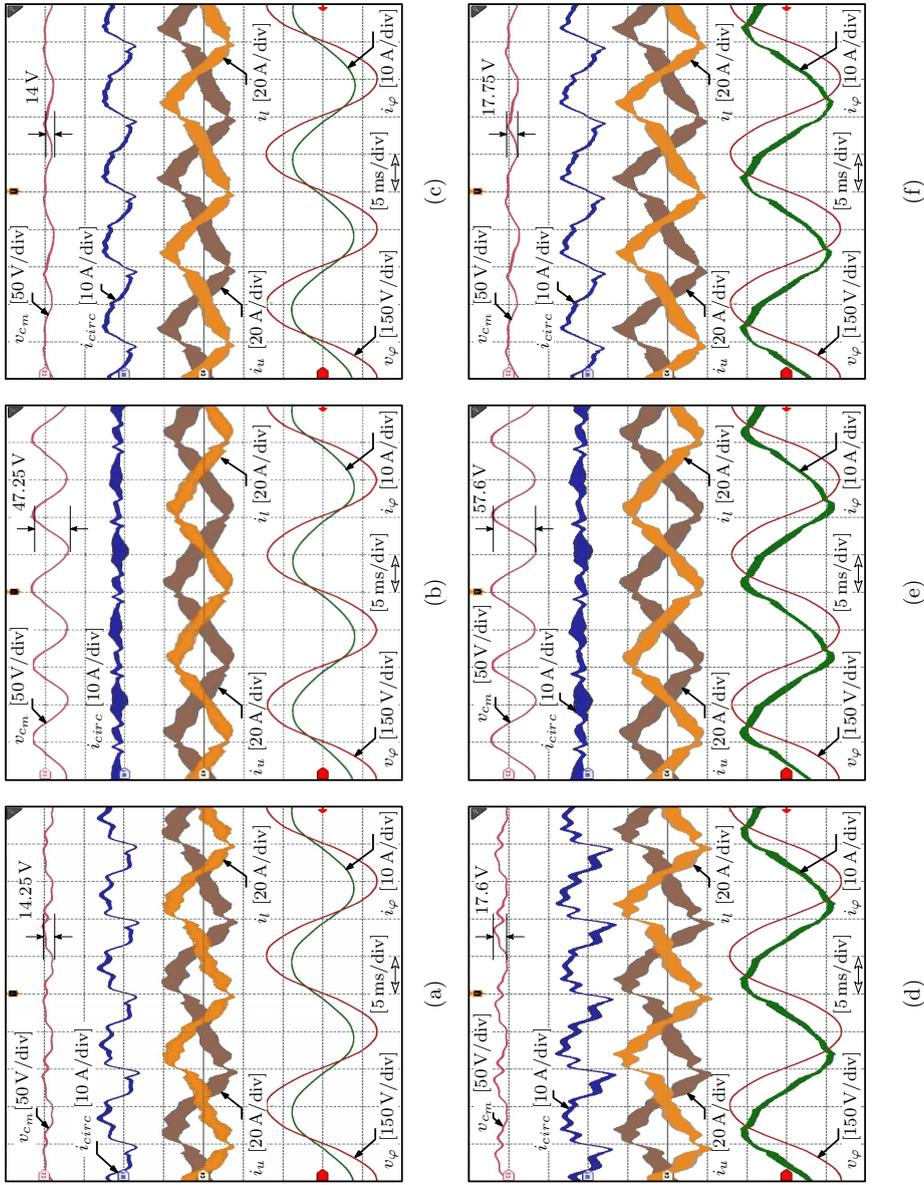 v_{c_m} [50 V/div]
14.25 V
i_{circ} [10 A/div]
i_u [20 A/div]
i_l [20 A/div]
[5 ms/div]
v_φ [150 V/div]
i_φ [10 A/div]
(a)
v_{c_m} [50 V/div]
47.25 V
i_{circ} [10 A/div]
i_u [20 A/div]
i_l [20 A/div]
[5 ms/div]
v_φ [150 V/div]
i_φ [10 A/div]
(b)
v_{c_m} [50 V/div]
14 V
i_{circ} [10 A/div]
i_u [20 A/div]
i_l [20 A/div]
[5 ms/div]
v_φ [150 V/div]
i_φ [10 A/div]
(c)
v_{c_m} [50 V/div]
17.6 V
i_{circ} [10 A/div]
i_u [20 A/div]
i_l [20 A/div]
[5 ms/div]
v_φ [150 V/div]
i_φ [10 A/div]
(d)
v_{c_m} [50 V/div]
57.6 V
i_{circ} [10 A/div]
i_u [20 A/div]
i_l [20 A/div]
[5 ms/div]
v_φ [150 V/div]
i_φ [10 A/div]
(e)
v_{c_m} [50 V/div]
17.75 V
i_{circ} [10 A/div]
i_u [20 A/div]
i_l [20 A/div]
[5 ms/div]
v_φ [150 V/div]
i_φ [10 A/div]
(f)